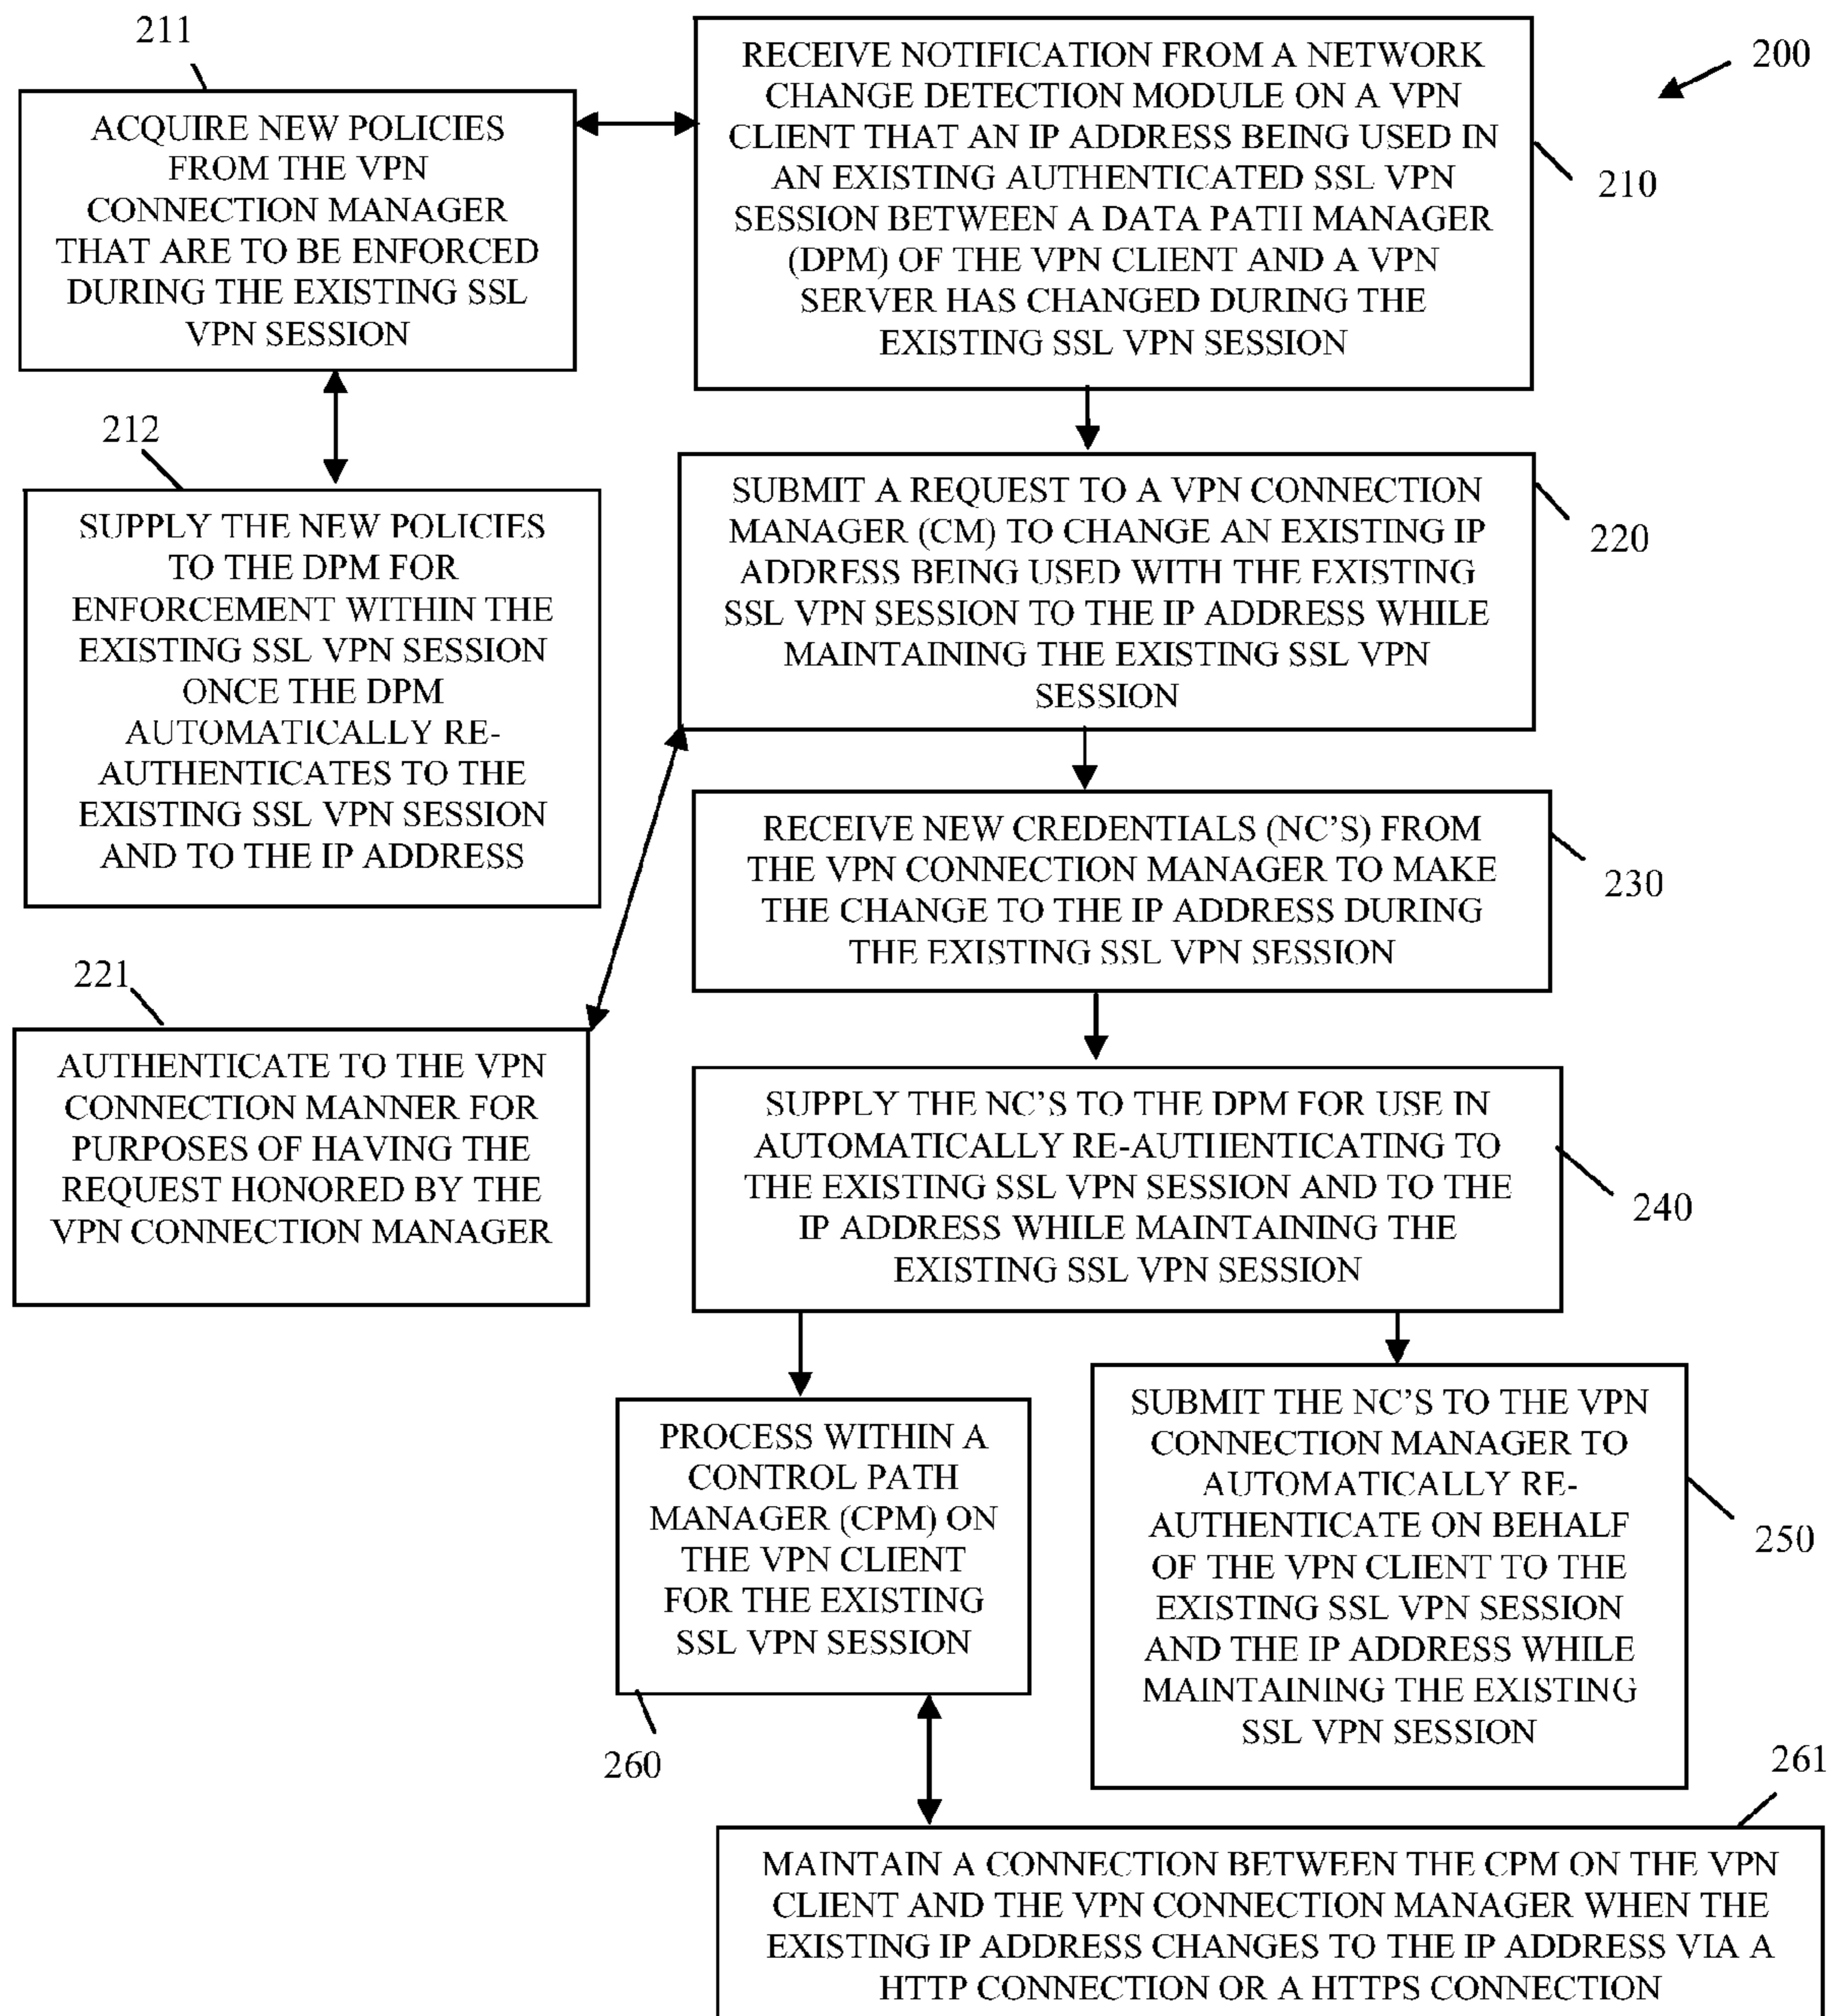 200
211
ACQUIRE NEW POLICIES
FROM THE VPN
CONNECTION MANAGER
THAT ARE TO BE ENFORCED
DURING THE EXISTING SSL
VPN SESSION
RECEIVE NOTIFICATION FROM A NETWORK
CHANGE DETECTION MODULE ON A VPN
CLIENT THAT AN IP ADDRESS BEING USED IN
AN EXISTING AUTHENTICATED SSL VPN
SESSION BETWEEN A DATA PATH MANAGER
(DPM) OF THE VPN CLIENT AND A VPN
SERVER HAS CHANGED DURING THE
EXISTING SSL VPN SESSION
210
212
SUPPLY THE NEW POLICIES
TO THE DPM FOR
ENFORCEMENT WITHIN THE
EXISTING SSL VPN SESSION
ONCE THE DPM
AUTOMATICALLY RE-
AUTHENTICATES TO THE
EXISTING SSL VPN SESSION
AND TO THE IP ADDRESS
SUBMIT A REQUEST TO A VPN CONNECTION
MANAGER (CM) TO CHANGE AN EXISTING IP
ADDRESS BEING USED WITH THE EXISTING
SSL VPN SESSION TO THE IP ADDRESS WHILE
MAINTAINING THE EXISTING SSL VPN
SESSION
220
RECEIVE NEW CREDENTIALS (NC'S) FROM
THE VPN CONNECTION MANAGER TO MAKE
THE CHANGE TO THE IP ADDRESS DURING
THE EXISTING SSL VPN SESSION
230
221
AUTHENTICATE TO THE VPN
CONNECTION MANNER FOR
PURPOSES OF HAVING THE
REQUEST HONORED BY THE
VPN CONNECTION MANAGER
SUPPLY THE NC'S TO THE DPM FOR USE IN
AUTOMATICALLY RE-AUTHENTICATING TO
THE EXISTING SSL VPN SESSION AND TO THE
IP ADDRESS WHILE MAINTAINING THE
EXISTING SSL VPN SESSION
240
PROCESS WITHIN A
CONTROL PATH
MANAGER (CPM) ON
THE VPN CLIENT
FOR THE EXISTING
SSL VPN SESSION
260
SUBMIT THE NC'S TO THE VPN
CONNECTION MANAGER TO
AUTOMATICALLY RE-
AUTHENTICATE ON BEHALF
OF THE VPN CLIENT TO THE
EXISTING SSL VPN SESSION
AND THE IP ADDRESS WHILE
MAINTAINING THE EXISTING
SSL VPN SESSION
250
261
MAINTAIN A CONNECTION BETWEEN THE CPM ON THE VPN
CLIENT AND THE VPN CONNECTION MANAGER WHEN THE
EXISTING IP ADDRESS CHANGES TO THE IP ADDRESS VIA A
HTTP CONNECTION OR A HTTPS CONNECTION